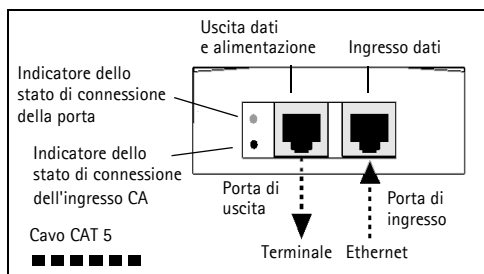 Uscita dati
e alimentazione
Ingresso dati
Indicatore dello
stato di connessione
della porta
Indicatore dello
stato di connessione
dell'ingresso CA
Porta di
uscita
Porta di
ingresso
Cavo CAT 5
Terminale
Ethernet